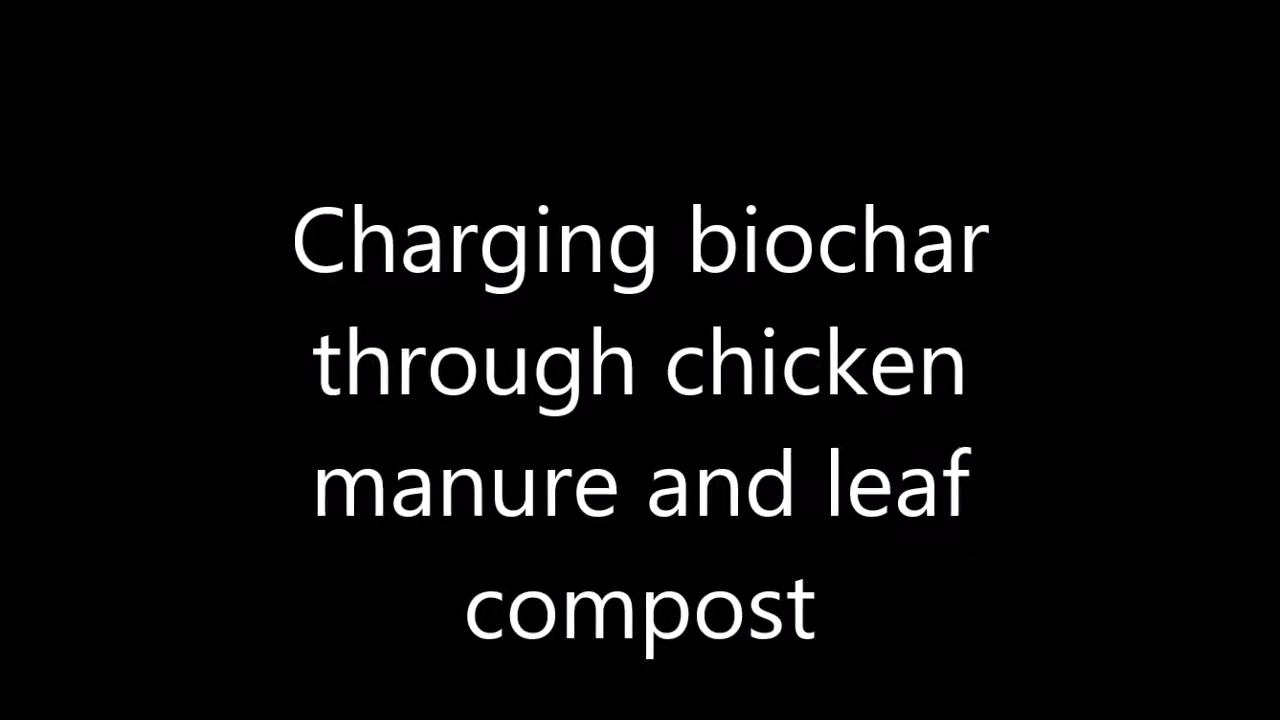 Charging biochar
through chicken
manure and leaf
compost